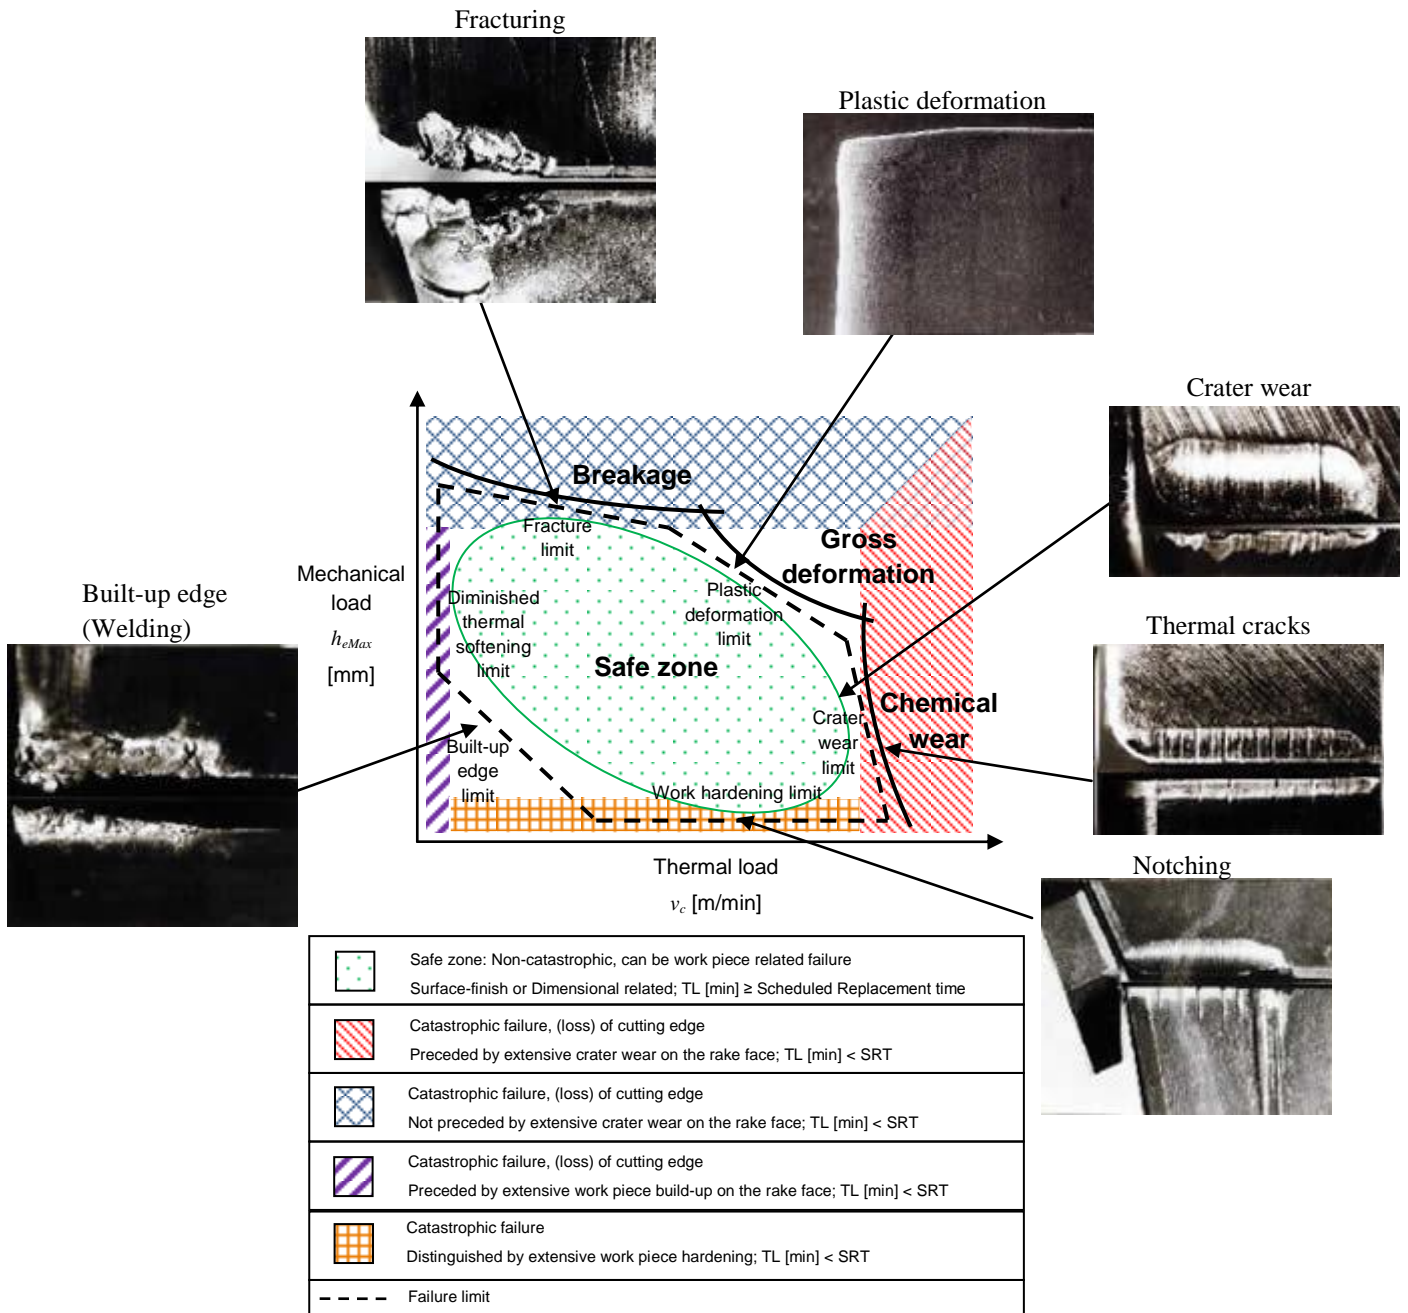 Fracturing
Plastic deformation
Crater wear
Breakage
Fracture
limit
Gross
deformation
Mechanical
load
h_eMax
[mm]
Built-up edge
(Welding)
Diminished
thermal
softening
limit
Plastic
deformation
limit
Thermal cracks
Safe zone
Chemical
wear
Crater
wear
limit
Built-up
edge
limit
Work hardening limit
Thermal load
v_c [m/min]
Notching
Safe zone: Non-catastrophic, can be work piece related failure
Surface-finish or Dimensional related; TL [min] ≥ Scheduled Replacement time
Catastrophic failure, (loss) of cutting edge
Preceded by extensive crater wear on the rake face; TL [min] < SRT
Catastrophic failure, (loss) of cutting edge
Not preceded by extensive crater wear on the rake face; TL [min] < SRT
Catastrophic failure, (loss) of cutting edge
Preceded by extensive work piece build-up on the rake face; TL [min] < SRT
Catastrophic failure
Distinguished by extensive work piece hardening; TL [min] < SRT
Failure limit